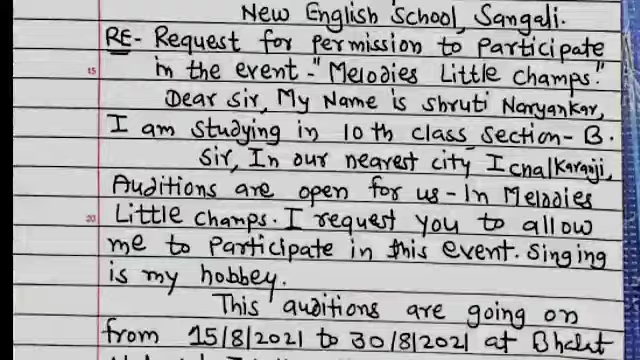 New English School, Sangali.
RE- Request for permission to participate
15 in the event-"Melodies Little champs."
Dear Sir, My Name is Shruti Naryankar,
I am studying in 10th class section-B.
Sir, In our nearest city Ichalkaranji,
Auditions are open for us-In Melodies
20 Little champs. I request you to allow
me to participate in this event. Singing
is my hobbey.
This auditions are going on
from 15/8/2021 to 30/8/2021 at